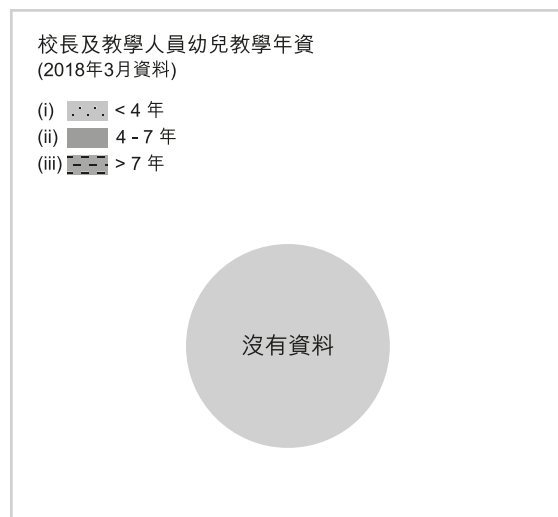 校長及教學人員幼兒教學年資
(2018年3月資料)
(i) < 4 年
(ii) 4 - 7 年
(iii) > 7 年
沒有資料